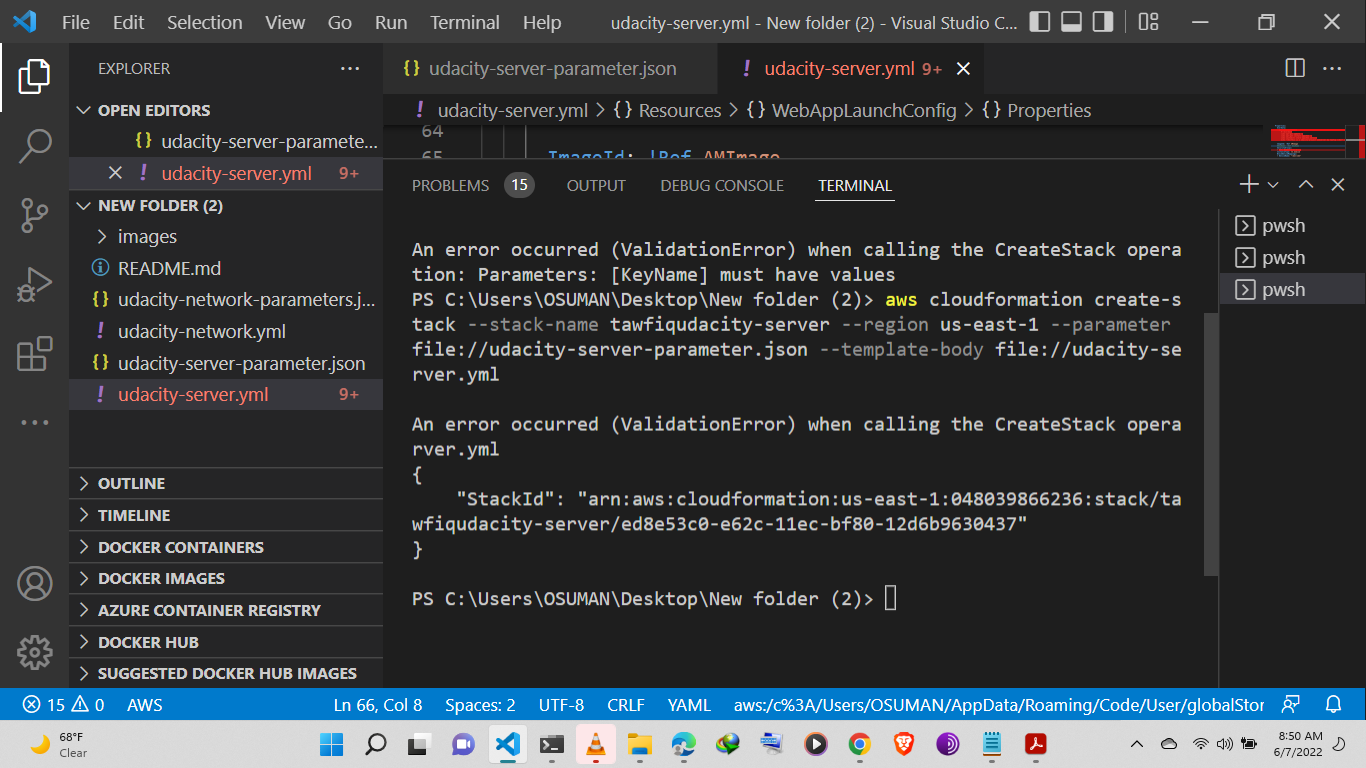 File Edit Selection View Go Run Terminal Help udacity-server.yml - New folder (2) - Visual Studio C...
EXPLORER
OPEN EDITORS
{} udacity-server-paramete...
! udacity-server.yml 9+
NEW FOLDER (2)
images
README.md
{} udacity-network-parameters.j...
! udacity-network.yml
{} udacity-server-parameter.json
! udacity-server.yml 9+
OUTLINE
TIMELINE
DOCKER CONTAINERS
DOCKER IMAGES
AZURE CONTAINER REGISTRY
DOCKER HUB
SUGGESTED DOCKER HUB IMAGES
{} udacity-server-parameter.json ! udacity-server.yml 9+
! udacity-server.yml > {} Resources > {} WebAppLaunchConfig > {} Properties
64
65 ImageId: !Ref AMImage
PROBLEMS 15 OUTPUT DEBUG CONSOLE TERMINAL
An error occurred (ValidationError) when calling the CreateStack opera
tion: Parameters: [KeyName] must have values
PS C:\Users\OSUMAN\Desktop\New folder (2)> aws cloudformation create-s
tack --stack-name tawfiqudacity-server --region us-east-1 --parameter
file://udacity-server-parameter.json --template-body file://udacity-se
rver.yml
An error occurred (ValidationError) when calling the CreateStack opera
rver.yml
{
"StackId": "arn:aws:cloudformation:us-east-1:048039866236:stack/ta
wfiqudacity-server/ed8e53c0-e62c-11ec-bf80-12d6b9630437"
}
PS C:\Users\OSUMAN\Desktop\New folder (2)>
pwsh
pwsh
pwsh
15 0 AWS Ln 66, Col 8 Spaces: 2 UTF-8 CRLF YAML aws:/c%3A/Users/OSUMAN/AppData/Roaming/Code/User/globalStor
68°F
Clear
8:50 AM
6/7/2022